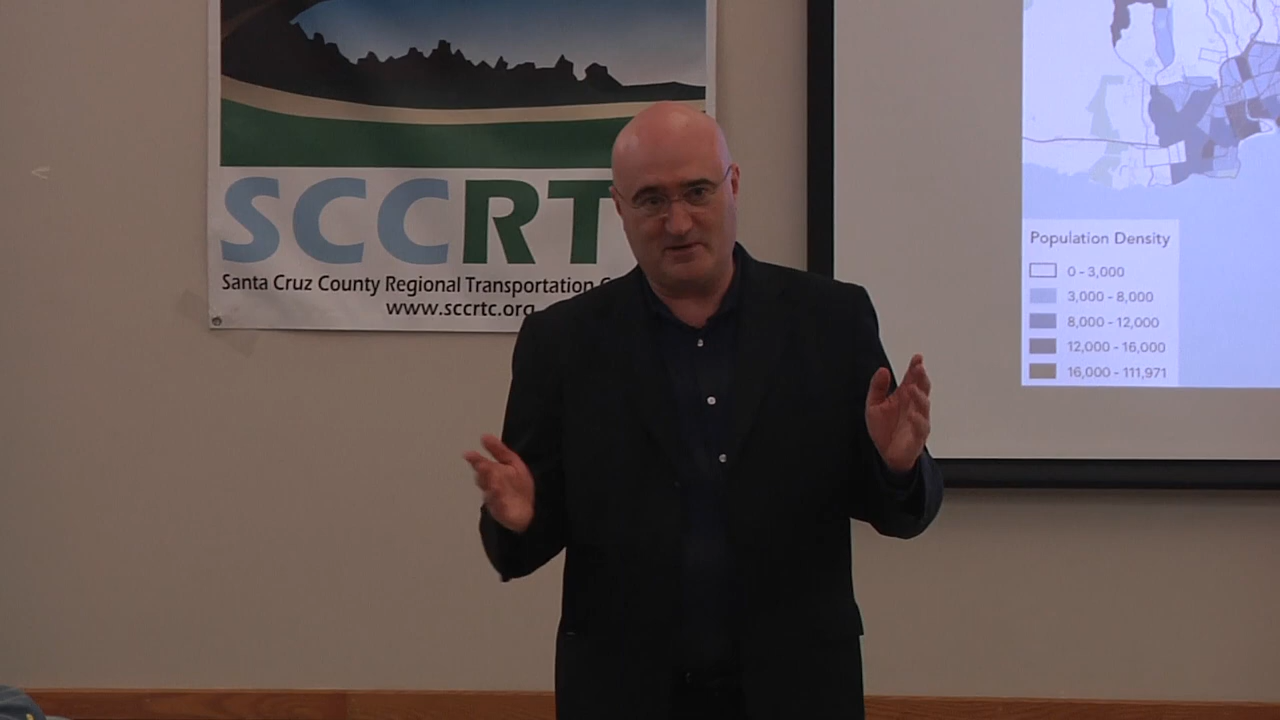 SCCRT
Santa Cruz County Regional Transportation
www.sccrtc.org
Population Density
0 - 3,000
3,000 - 8,000
8,000 - 12,000
12,000 - 16,000
16,000 - 111,971